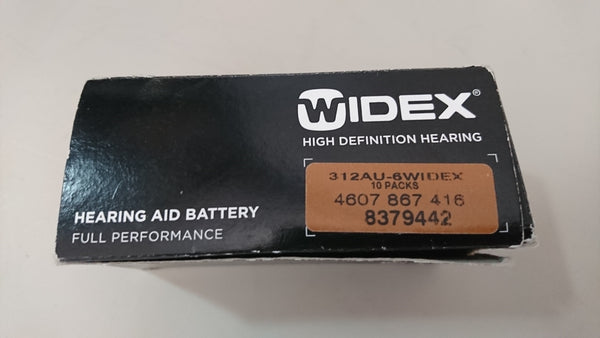 WIDEX®
HIGH DEFINITION HEARING
312AU-6WIDEX
10 PACKS
4607 867 416
8379442
HEARING AID BATTERY
FULL PERFORMANCE